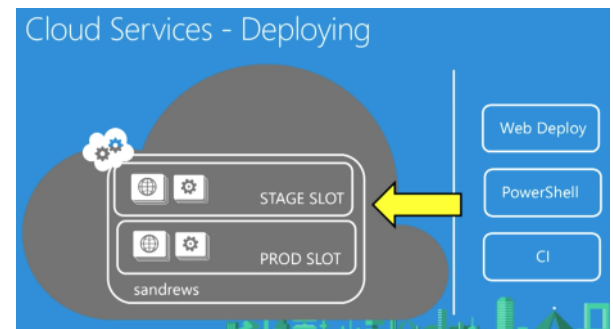 Cloud Services - Deploying
STAGE SLOT
PROD SLOT
sandrews
Web Deploy
PowerShell
CI